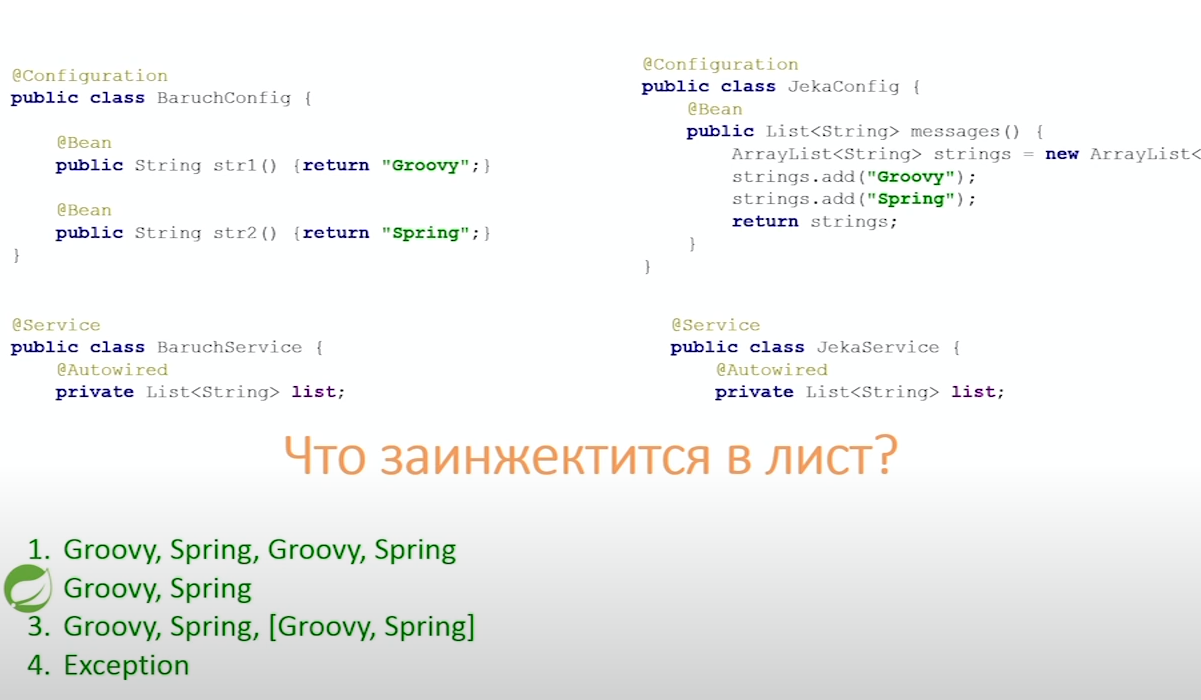 @Configuration
public class BaruchConfig {
@Bean
public String str1() {return "Groovy";}
@Bean
public String str2() {return "Spring";}
}
@Service
public class BaruchService {
@Autowired
private List<String> list;
@Configuration
public class JekaConfig {
@Bean
public List<String> messages() {
ArrayList<String> strings = new ArrayList<
strings.add("Groovy");
strings.add("Spring");
return strings;
}
}
@Service
public class JekaService {
@Autowired
private List<String> list;
Что заинжектится в лист?
1. Groovy, Spring, Groovy, Spring
Groovy, Spring
3. Groovy, Spring, [Groovy, Spring]
4. Exception